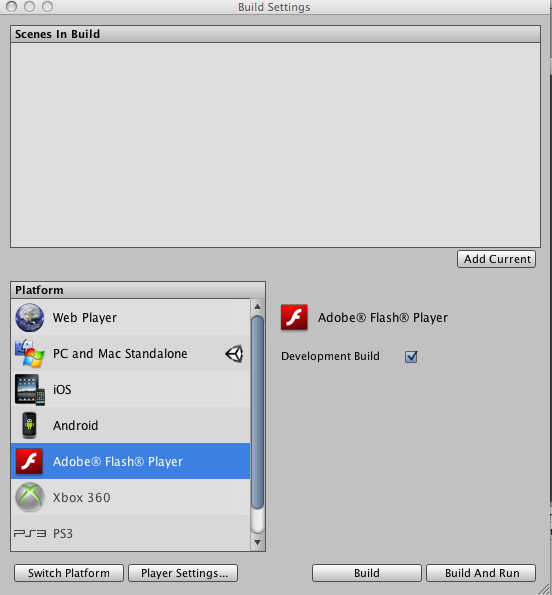 Build Settings
Scenes In Build
Add Current
Platform
Web Player
PC and Mac Standalone
iOS
Android
Adobe® Flash® Player
Xbox 360
PS3 PS3
Adobe® Flash® Player
Development Build
Switch Platform
Player Settings...
Build
Build And Run